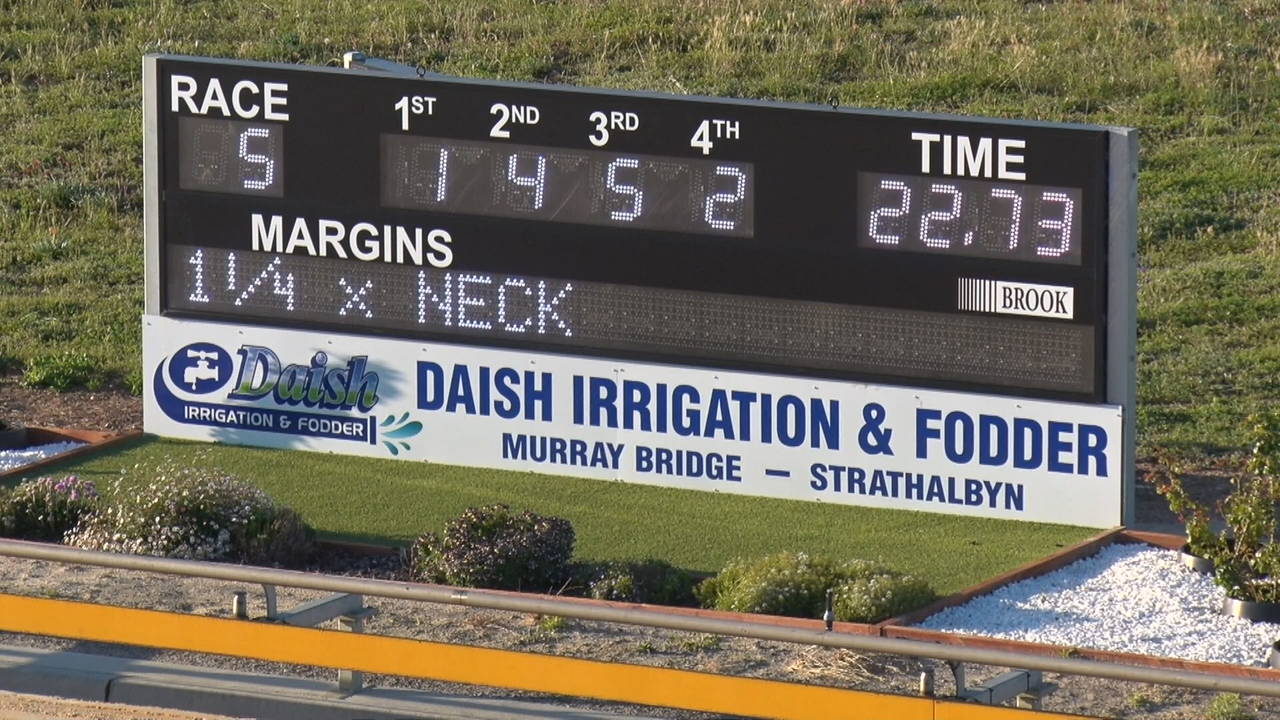 RACE 1ST 2ND 3RD 4TH TIME
5 1 4 5 2 22.73
MARGINS
1 1/4 x NECK
BROOK
Daish
IRRIGATION & FODDER
DAISH IRRIGATION & FODDER
MURRAY BRIDGE – STRATHALBYN